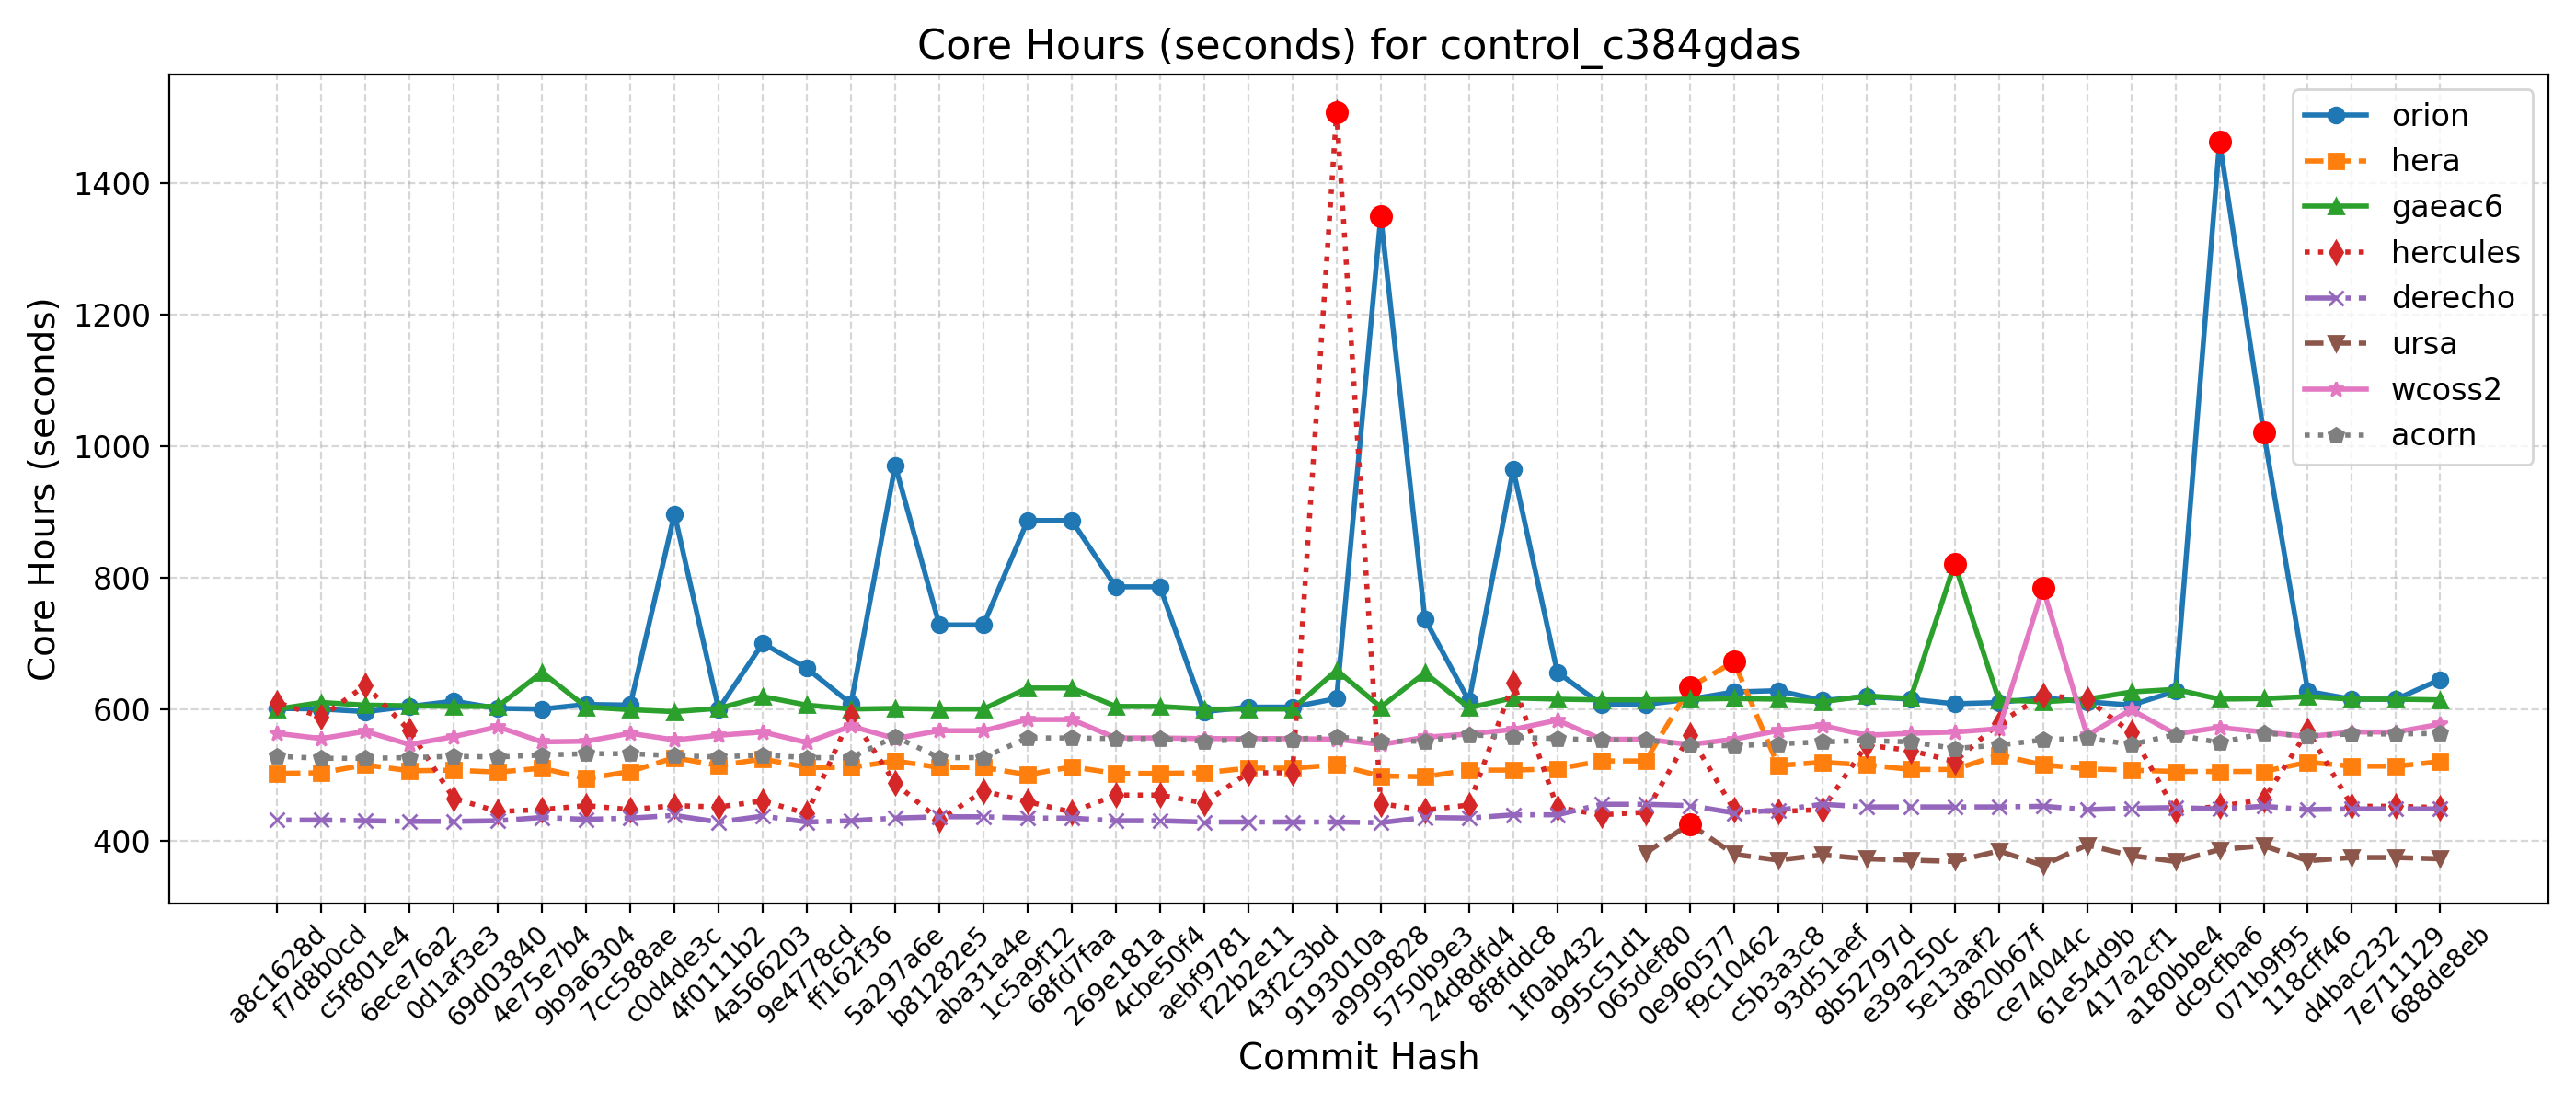 Core Hours (seconds) for control_c384gdas
Core Hours (seconds)
1400
1200
1000
800
600
400
orion
hera
gaeac6
hercules
derecho
ursa
wcoss2
acorn
a8c1628d
f7d8b0cd
c5f801e4
6ece76a2
0d1af3e3
69d03840
4e75e7b4
9b9a6304
7cc588ae
c0d4de3c
4f0111b2
4a566203
9e4778cd
ff162f36
5a297a6e
b81282e5
aba31a4e
1c5a9f12
68fd7faa
269e181a
4cbe50f4
aebf9781
f22b2e11
43f2c3bd
9193010a
a9999828
5750b9e3
24d8dfd4
8f8fddc8
1f0ab432
995c51d1
065def80
0e960577
f9c10462
c5b3a3c8
93d51aef
8b52797d
e39a250c
5e13aaf2
d820b67f
ce74044c
61e54d9b
417a2cf1
a180bbe4
dc9cfba6
071b9f95
118cff46
d4bac232
7e711129
688de8eb
Commit Hash